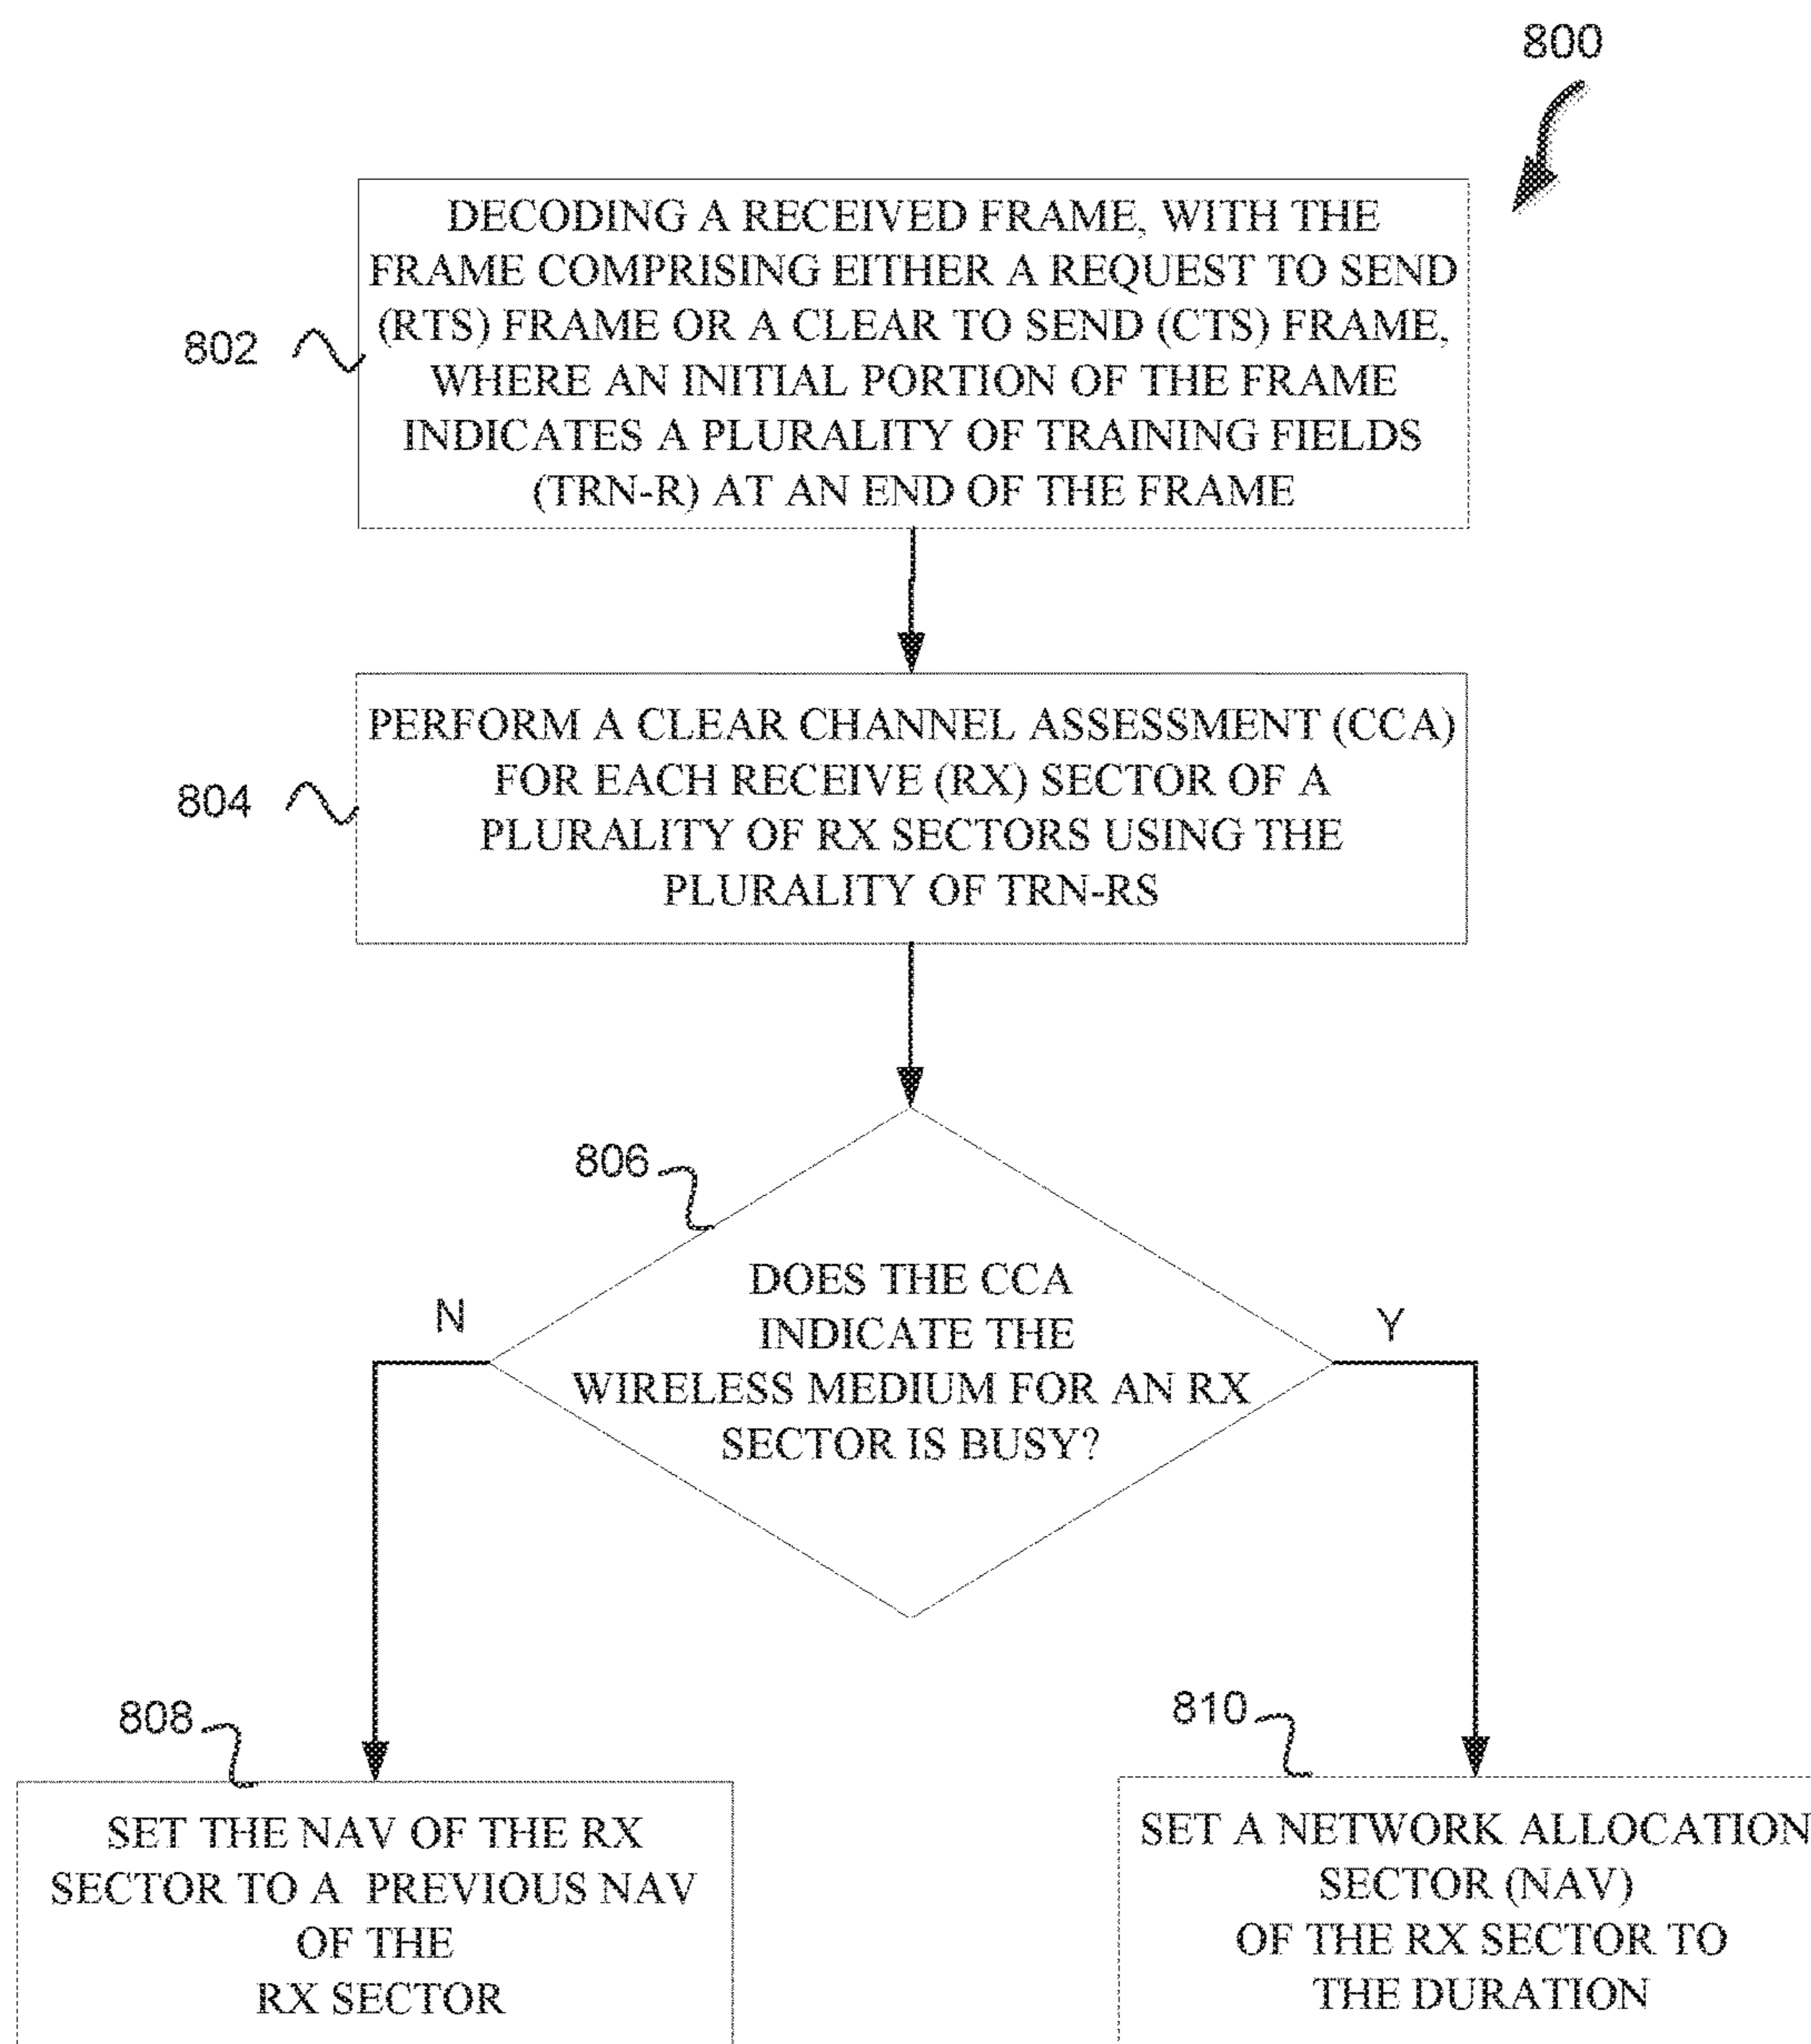 800
802
DECODING A RECEIVED FRAME, WITH THE
FRAME COMPRISING EITHER A REQUEST TO SEND
(RTS) FRAME OR A CLEAR TO SEND (CTS) FRAME,
WHERE AN INITIAL PORTION OF THE FRAME
INDICATES A PLURALITY OF TRAINING FIELDS
(TRN-R) AT AN END OF THE FRAME
804
PERFORM A CLEAR CHANNEL ASSESSMENT (CCA)
FOR EACH RECEIVE (RX) SECTOR OF A
PLURALITY OF RX SECTORS USING THE
PLURALITY OF TRN-RS
806
DOES THE CCA
INDICATE THE
WIRELESS MEDIUM FOR AN RX
SECTOR IS BUSY?
N
Y
808
SET THE NAV OF THE RX
SECTOR TO A PREVIOUS NAV
OF THE
RX SECTOR
810
SET A NETWORK ALLOCATION
SECTOR (NAV)
OF THE RX SECTOR TO
THE DURATION